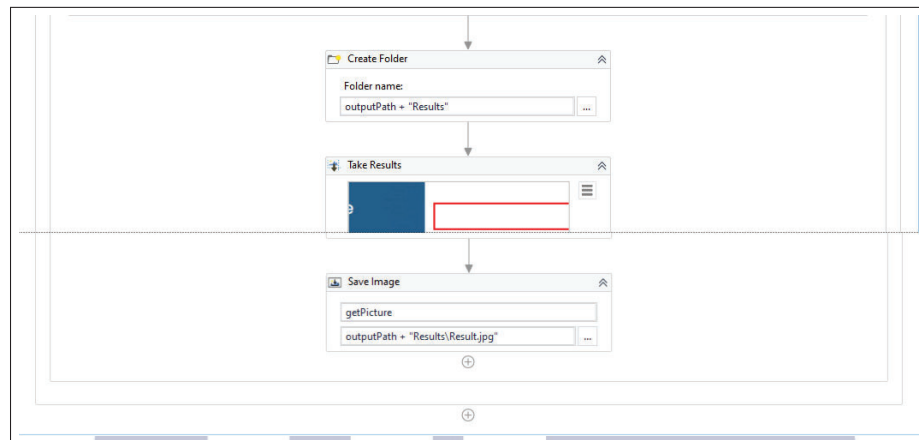 Create Folder
Folder name:
outputPath + "Results"
...
Take Results
e
Save Image
getPicture
outputPath + "Results\Result.jpg"
...